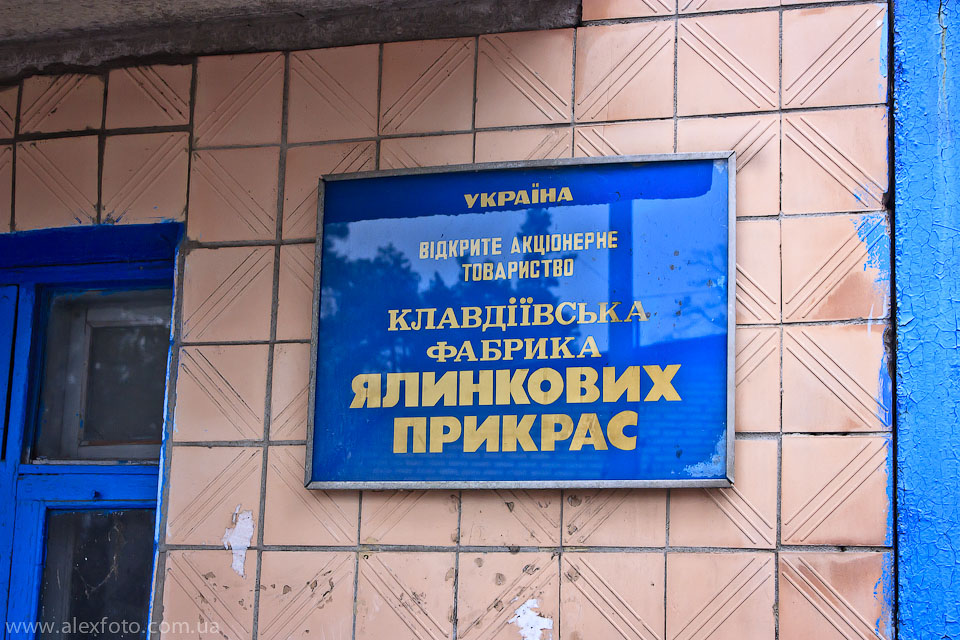 УКРАЇНА
ВІДКРИТЕ АКЦІОНЕРНЕ
ТОВАРИСТВО
КЛАВДІЇВСЬКА
ФАБРИКА
ЯЛИНКОВИХ
ПРИКРАС
www.alexfoto.com.ua